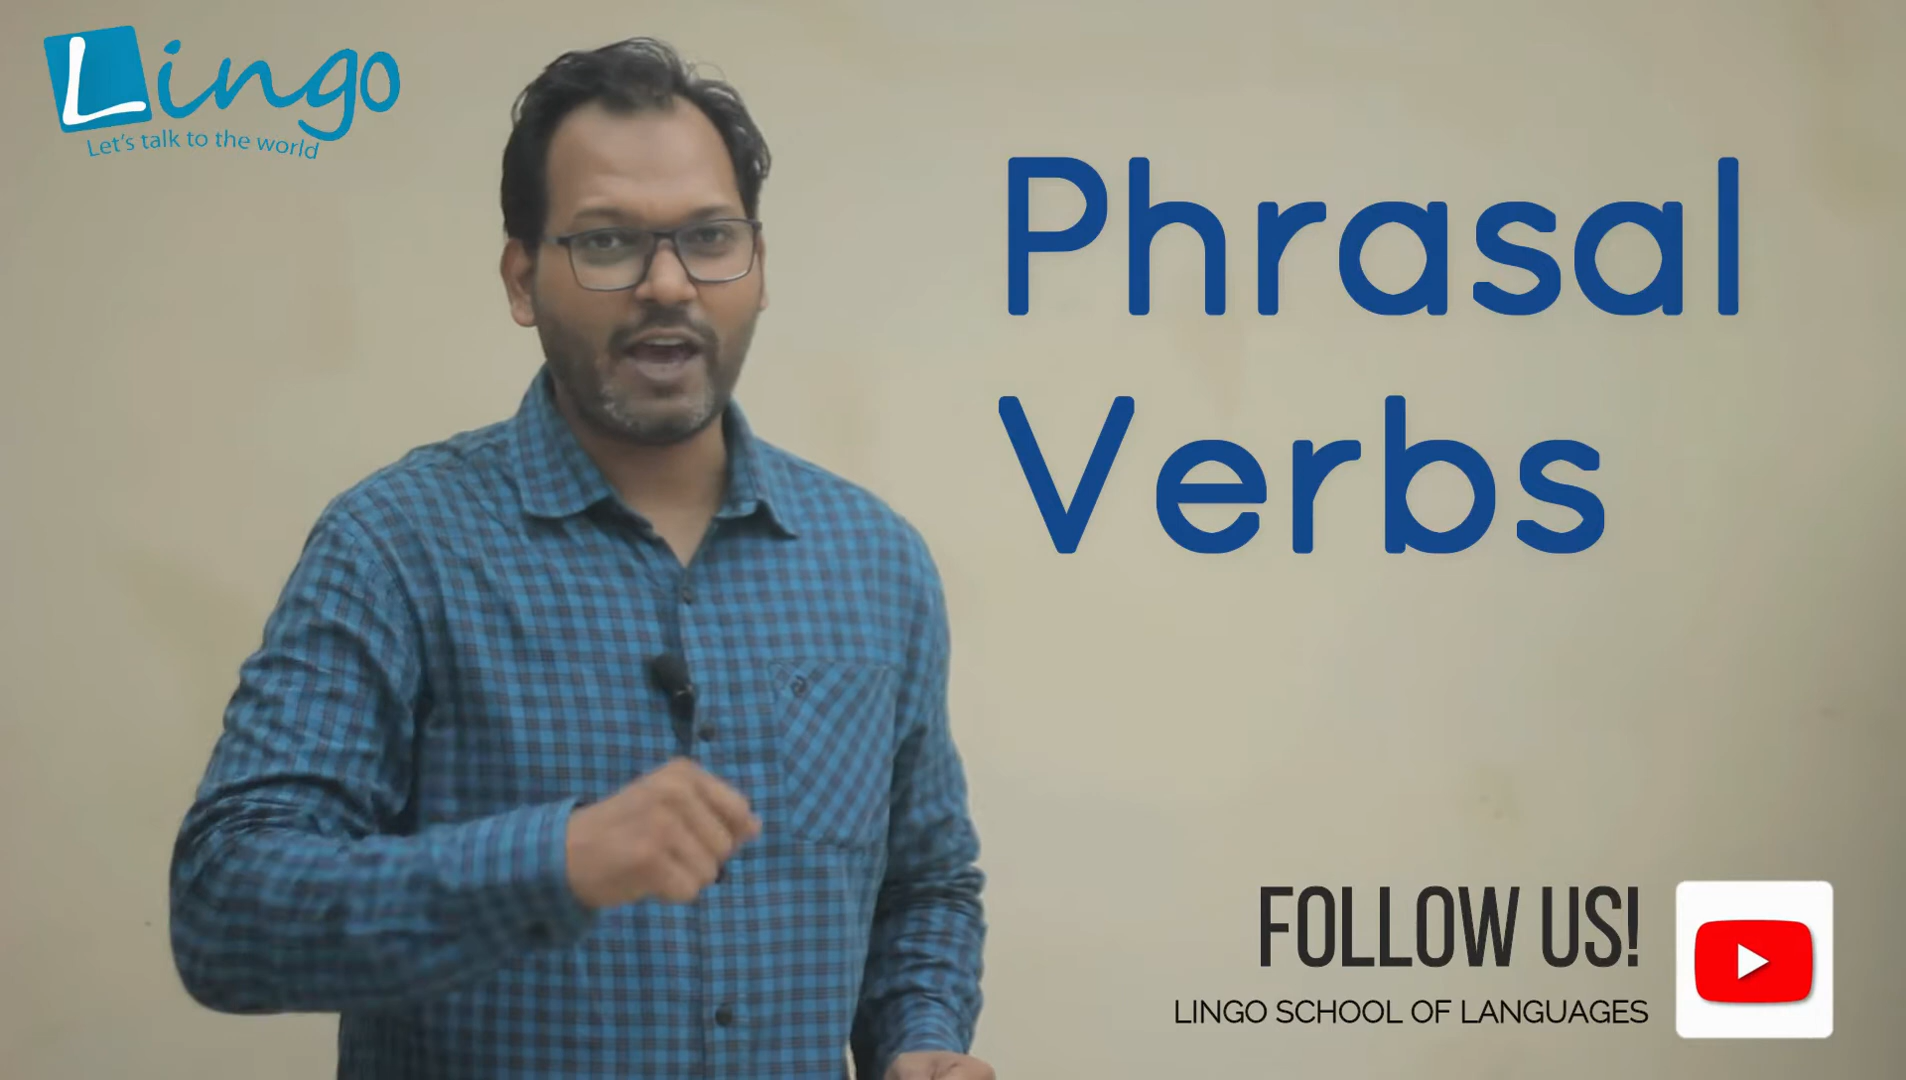 Lingo
Let's talk to the world
Phrasal
Verbs
FOLLOW US!
LINGO SCHOOL OF LANGUAGES